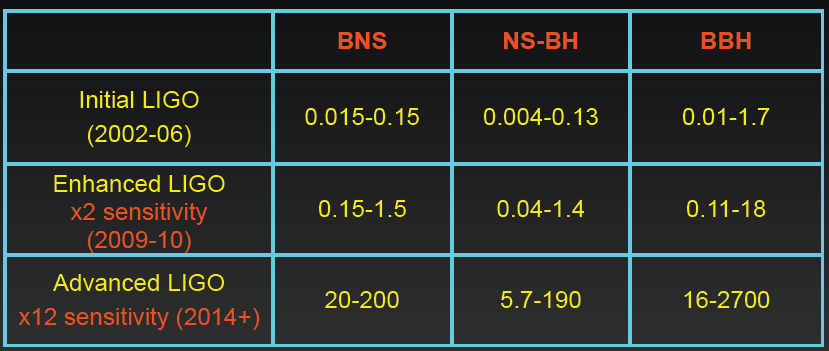 BNS
NS-BH
BBH
Initial LIGO
(2002-06)
0.015-0.15
0.004-0.13
0.01-1.7
Enhanced LIGO
x2 sensitivity
(2009-10)
0.15-1.5
0.04-1.4
0.11-18
Advanced LIGO
x12 sensitivity (2014+)
20-200
5.7-190
16-2700